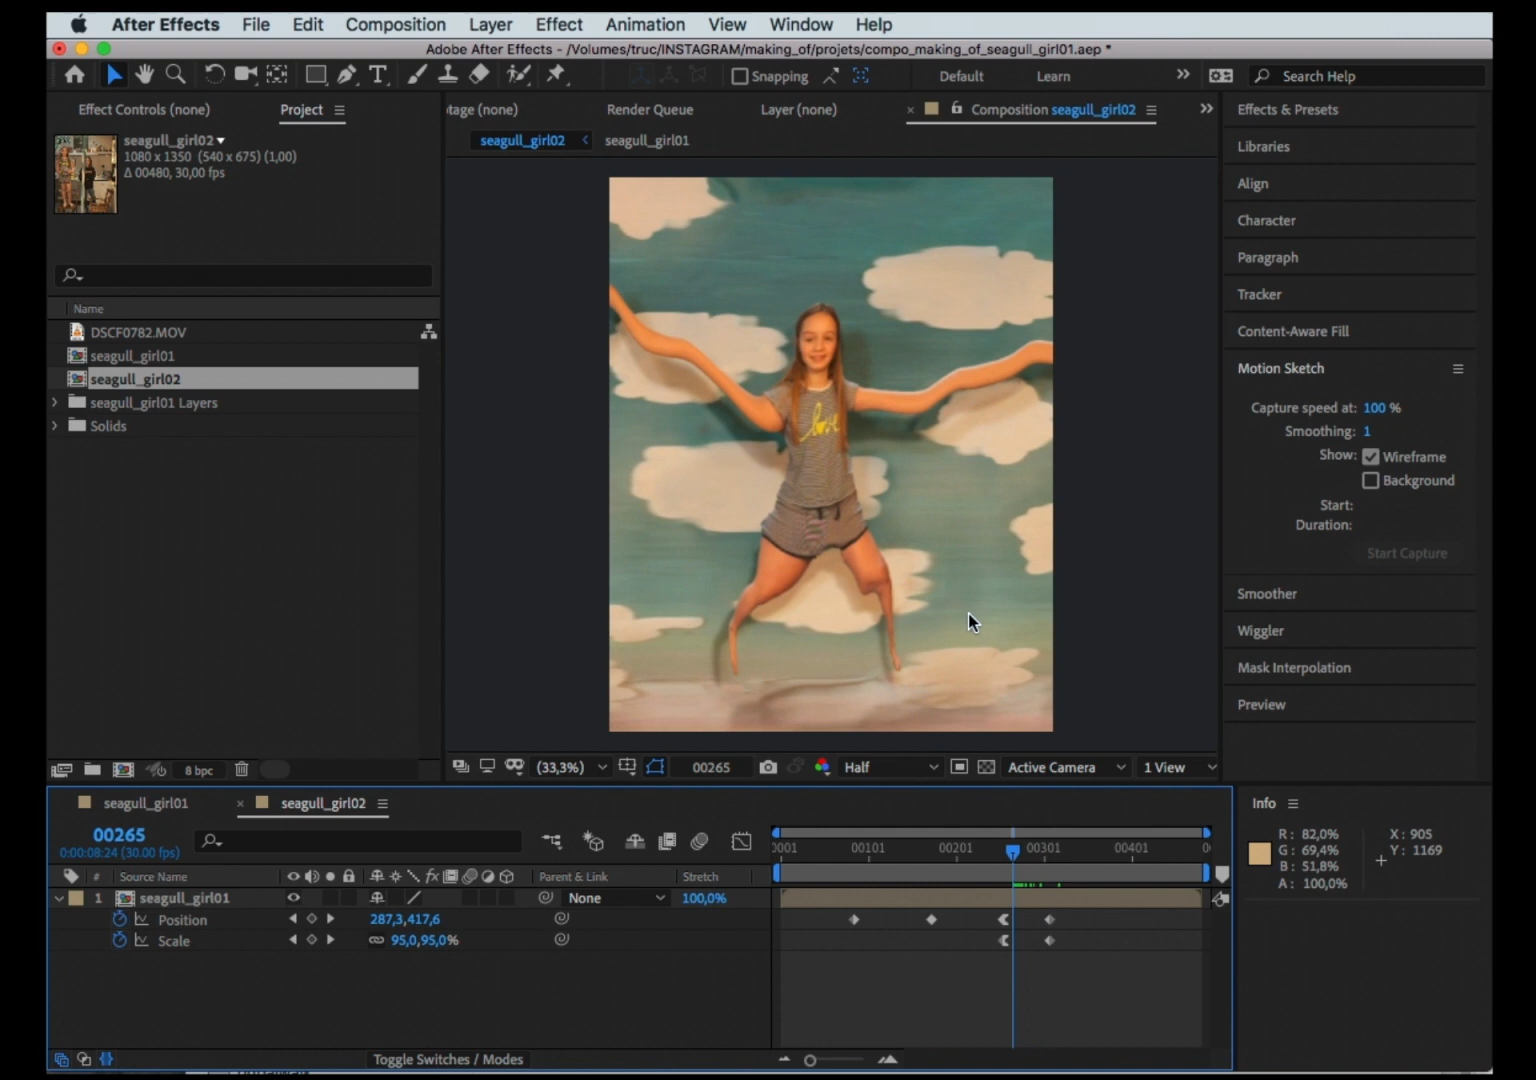 After Effects File Edit Composition Layer Effect Animation View Window Help
Adobe After Effects - /Volumes/truc/INSTAGRAM/making_of/projets/compo_making_of_seagull_girl01.aep *
Snapping Default Learn Search Help
Effect Controls (none) Project
seagull_girl02
1080 x 1350 (540 x 675) (1,00)
Δ 00480, 30,00 fps
Name
DSCF0782.MOV
seagull_girl01
seagull_girl02
seagull_girl01 Layers
Solids
8 bpc
tage (none) Render Queue Layer (none) × Composition seagull_girl02
seagull_girl02 seagull_girl01
love
(33,3%) 00265 Half Active Camera 1 View
Effects & Presets
Libraries
Align
Character
Paragraph
Tracker
Content-Aware Fill
Motion Sketch
Capture speed at: 100 %
Smoothing: 1
Show: Wireframe
Background
Start:
Duration:
Start Capture
Smoother
Wiggler
Mask Interpolation
Preview
seagull_girl01 × seagull_girl02
00265
0:00:08:24 (30.00 fps)
0001 00101 00201 00301 00401 0
# Source Name fx Parent & Link Stretch
1 seagull_girl01 None 100,0%
Position 287,3,417,6
Scale 95,0,95,0%
Toggle Switches / Modes
Info
R: 82,0% X: 905
G: 69,4% Y: 1169
B: 51,8%
A: 100,0%